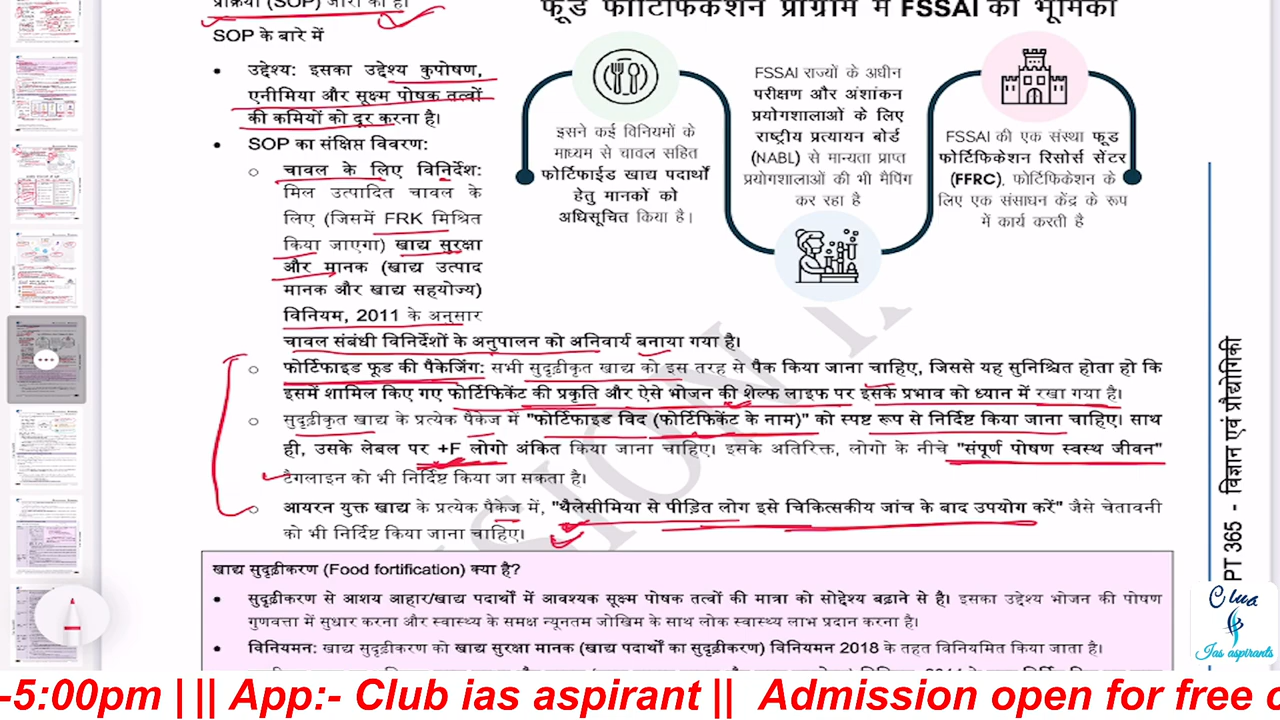 प्रक्रिया (SOP) जारी की है।
फूड फोर्टिफिकेशन प्रोग्राम में FSSAI की भूमिका
SOP के बारे में
• उद्देश्य: इसका उद्देश्य कुपोषण,
एनीमिया और सूक्ष्म पोषक तत्वों
की कमियों को दूर करना है।
• SOP का संक्षिप्त विवरण:
○ चावल के लिए विनिर्देश:
मिल उत्पादित चावल के
लिए (जिसमें FRK मिश्रित
किया जाएगा) खाद्य सुरक्षा
और मानक (खाद्य उत्पाद
मानक और खाद्य सहयोज्य)
विनियम, 2011 के अनुसार
चावल संबंधी विनिर्देशों के अनुपालन को अनिवार्य बनाया गया है।
इसने कई विनियमों के
माध्यम से चावल सहित
फोर्टिफाईड खाद्य पदार्थों
हेतु मानकों को
अधिसूचित किया है।
FSSAI राज्यों के अधीन
परीक्षण और अंशांकन
प्रयोगशालाओं के लिए
राष्ट्रीय प्रत्यायन बोर्ड
(NABL) से मान्यता प्राप्त
प्रयोगशालाओं की भी मैपिंग
कर रहा है
FSSAI की एक संस्था फूड
फोर्टिफिकेशन रिसोर्स सेंटर
(FFRC), फोर्टिफिकेशन के
लिए एक संसाधन केंद्र के रूप
में कार्य करती है
○ फोर्टिफाइड फूड की पैकेजिंग: सभी सुदृढ़ीकृत खाद्य को इस तरह से पैक किया जाना चाहिए, जिससे यह सुनिश्चित होता हो कि
इसमें शामिल किए गए फोर्टिफिकेंट की प्रकृति और ऐसे भोजन की शेल्फ लाइफ पर इसके प्रभाव को ध्यान में रखा गया है।
○ सुदृढ़ीकृत खाद्य के प्रत्येक में "फोर्टिफाइड विद (फोर्टिफिकेंट का नाम)" को स्पष्ट रूप से निर्दिष्ट किया जाना चाहिए। साथ
ही, उसके लेबल पर +F अंकित किया जाना चाहिए। इसके अतिरिक्त, लोगो के नीचे "संपूर्ण पोषण स्वस्थ जीवन"
टैगलाइन को भी निर्दिष्ट किया जा सकता है।
○ आयरन युक्त में, "थैलेसीमिया से पीड़ित लोग चिकित्सकीय के बाद उपयोग करें" जैसे चेतावनी
को भी निर्दिष्ट किया जाना चाहिए।
खाद्य सुदृढ़ीकरण (Food fortification) क्या है?
• सुदृढ़ीकरण से आशय आहार/खाद्य पदार्थों में आवश्यक सूक्ष्म पोषक तत्वों की मात्रा को सोद्देश्य बढ़ाने से है। इसका उद्देश्य भोजन की पोषण
गुणवत्ता में सुधार करना और स्वास्थ्य के समक्ष न्यूनतम जोखिम के साथ लोक स्वास्थ्य लाभ प्रदान करना है।
• विनियमन: खाद्य सुदृढ़ीकरण को खाद्य सुरक्षा मानक (खाद्य पदार्थों का सुदृढ़ीकरण) विनियम 2018 के तहत विनियमित किया जाता है।
PT 365 - विज्ञान एवं प्रौद्योगिकी
Club
Ias aspirants
-5:00pm | || App:- Club ias aspirant || Admission open for free